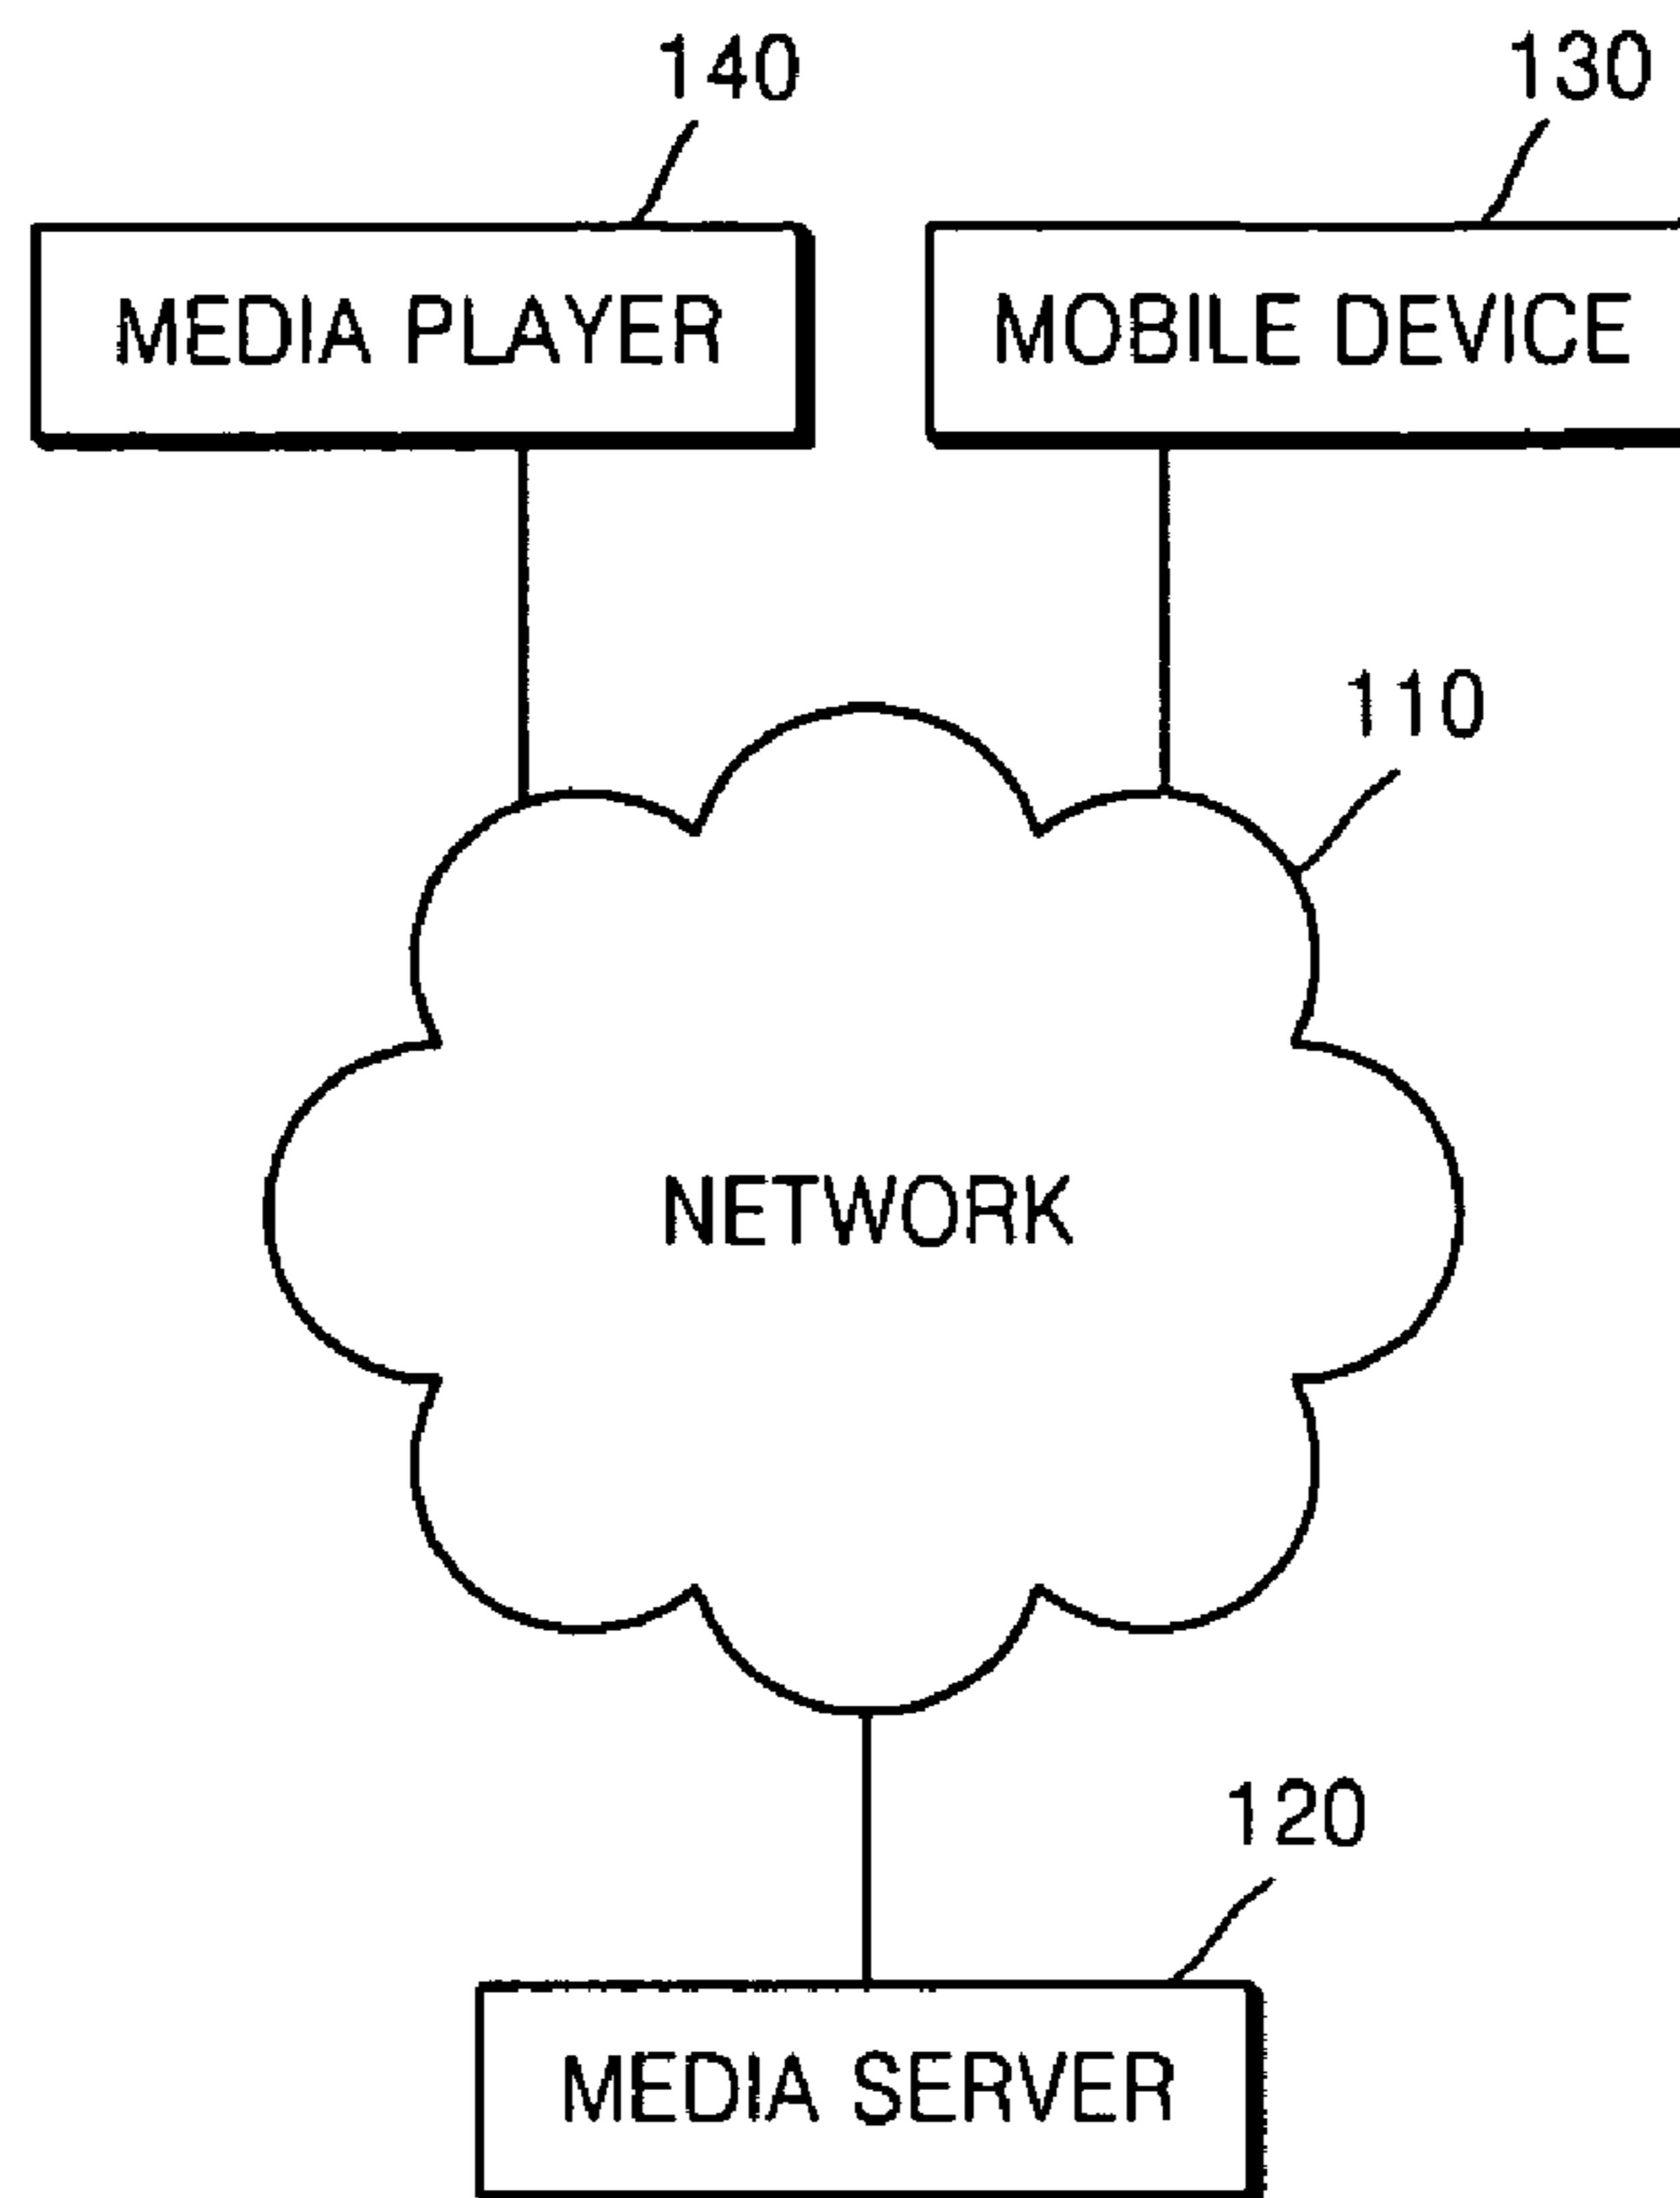 140
130
MEDIA PLAYER
MOBILE DEVICE
110
NETWORK
120
MEDIA SERVER